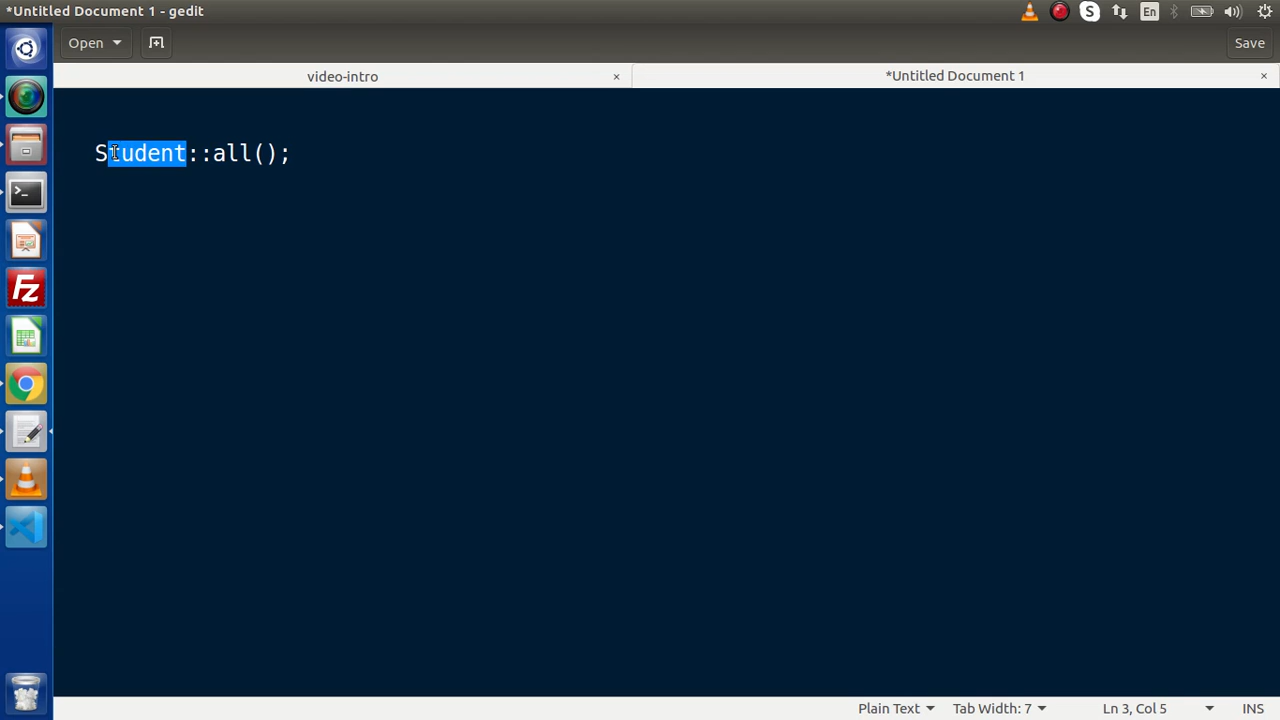 *Untitled Document 1 - gedit
En
Open
Save
video-intro
*Untitled Document 1
Student::all();
Plain Text
Tab Width: 7
Ln 3, Col 5
INS